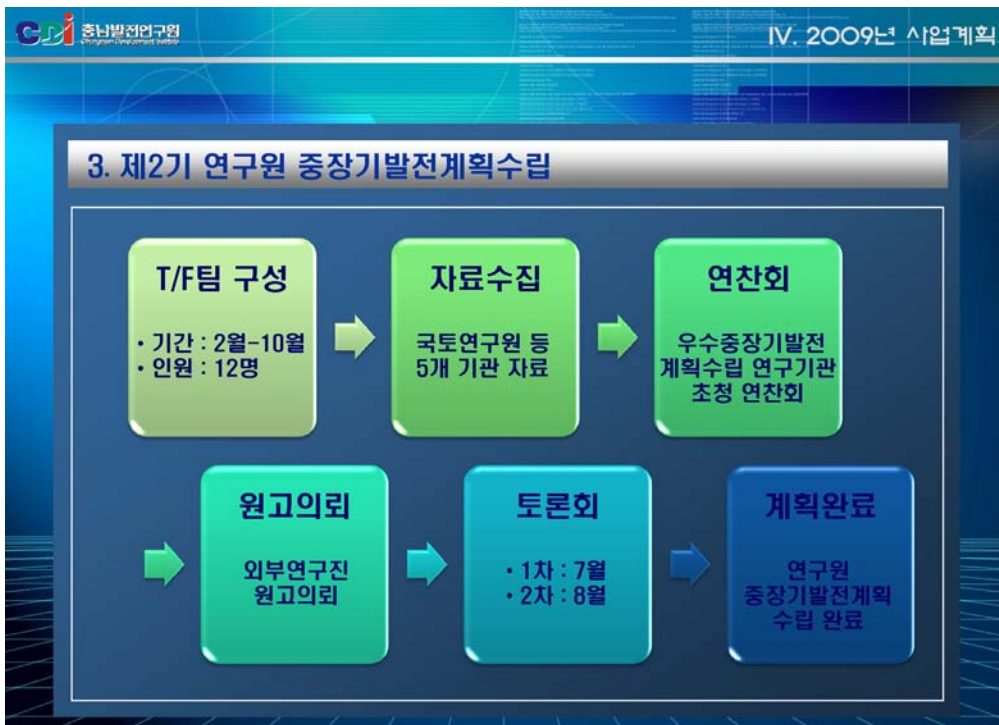 CDi 충남발전연구원
Chungnam Development Institute
Ⅳ. 2009년 사업계획
3. 제2기 연구원 중장기발전계획수립
T/F팀 구성
• 기간 : 2월-10월
• 인원 : 12명
자료수집
국토연구원 등
5개 기관 자료
연찬회
우수중장기발전
계획수립 연구기관
초청 연찬회
원고의뢰
외부연구진
원고의뢰
토론회
• 1차 : 7월
• 2차 : 8월
계획완료
연구원
중장기발전계획
수립 완료